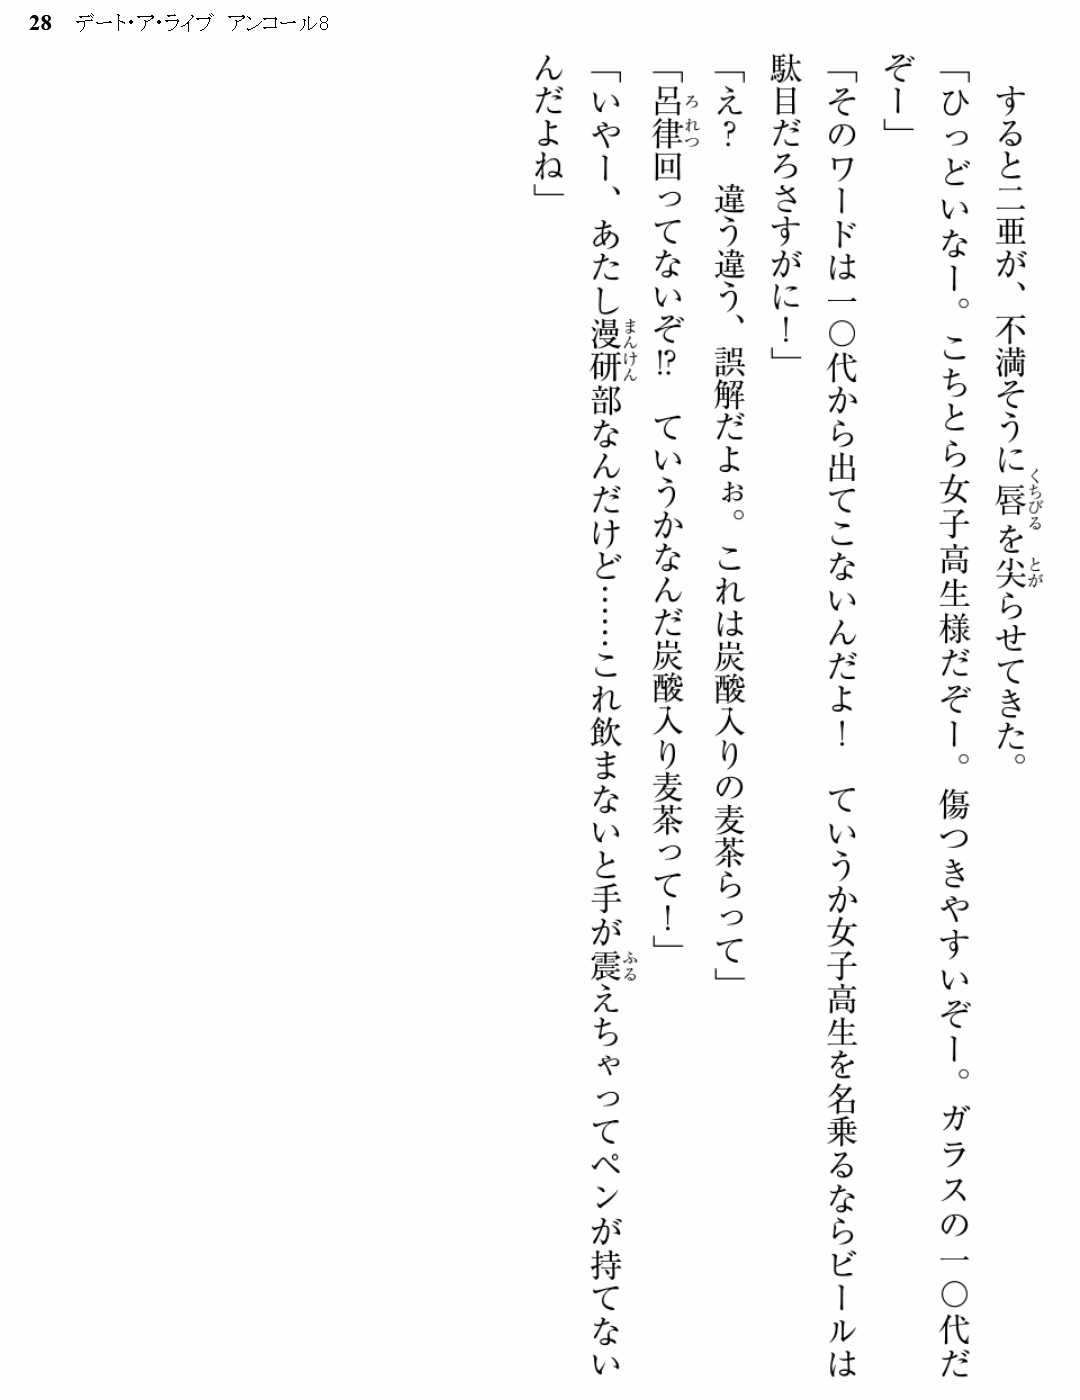 28 デート・ア・ライブ アンコール8
すると二亜が、不満そうに唇を尖らせてきた。
「ひっどいなー。こちとら女子高生様だぞー。傷つきやすいぞー。ガラスの一〇代だ
ぞー」
「そのワードは一〇代から出てこないんだよ! ていうか女子高生を名乗るならビールは
駄目だろさすがに!」
「え? 違う違う、誤解だよぉ。これは炭酸入りの麦茶らって」
「呂律回ってないぞ!? ていうかなんだ炭酸入り麦茶って!」
「いやー、あたし漫研部なんだけど……これ飲まないと手が震えちゃってペンが持てない
んだよね」